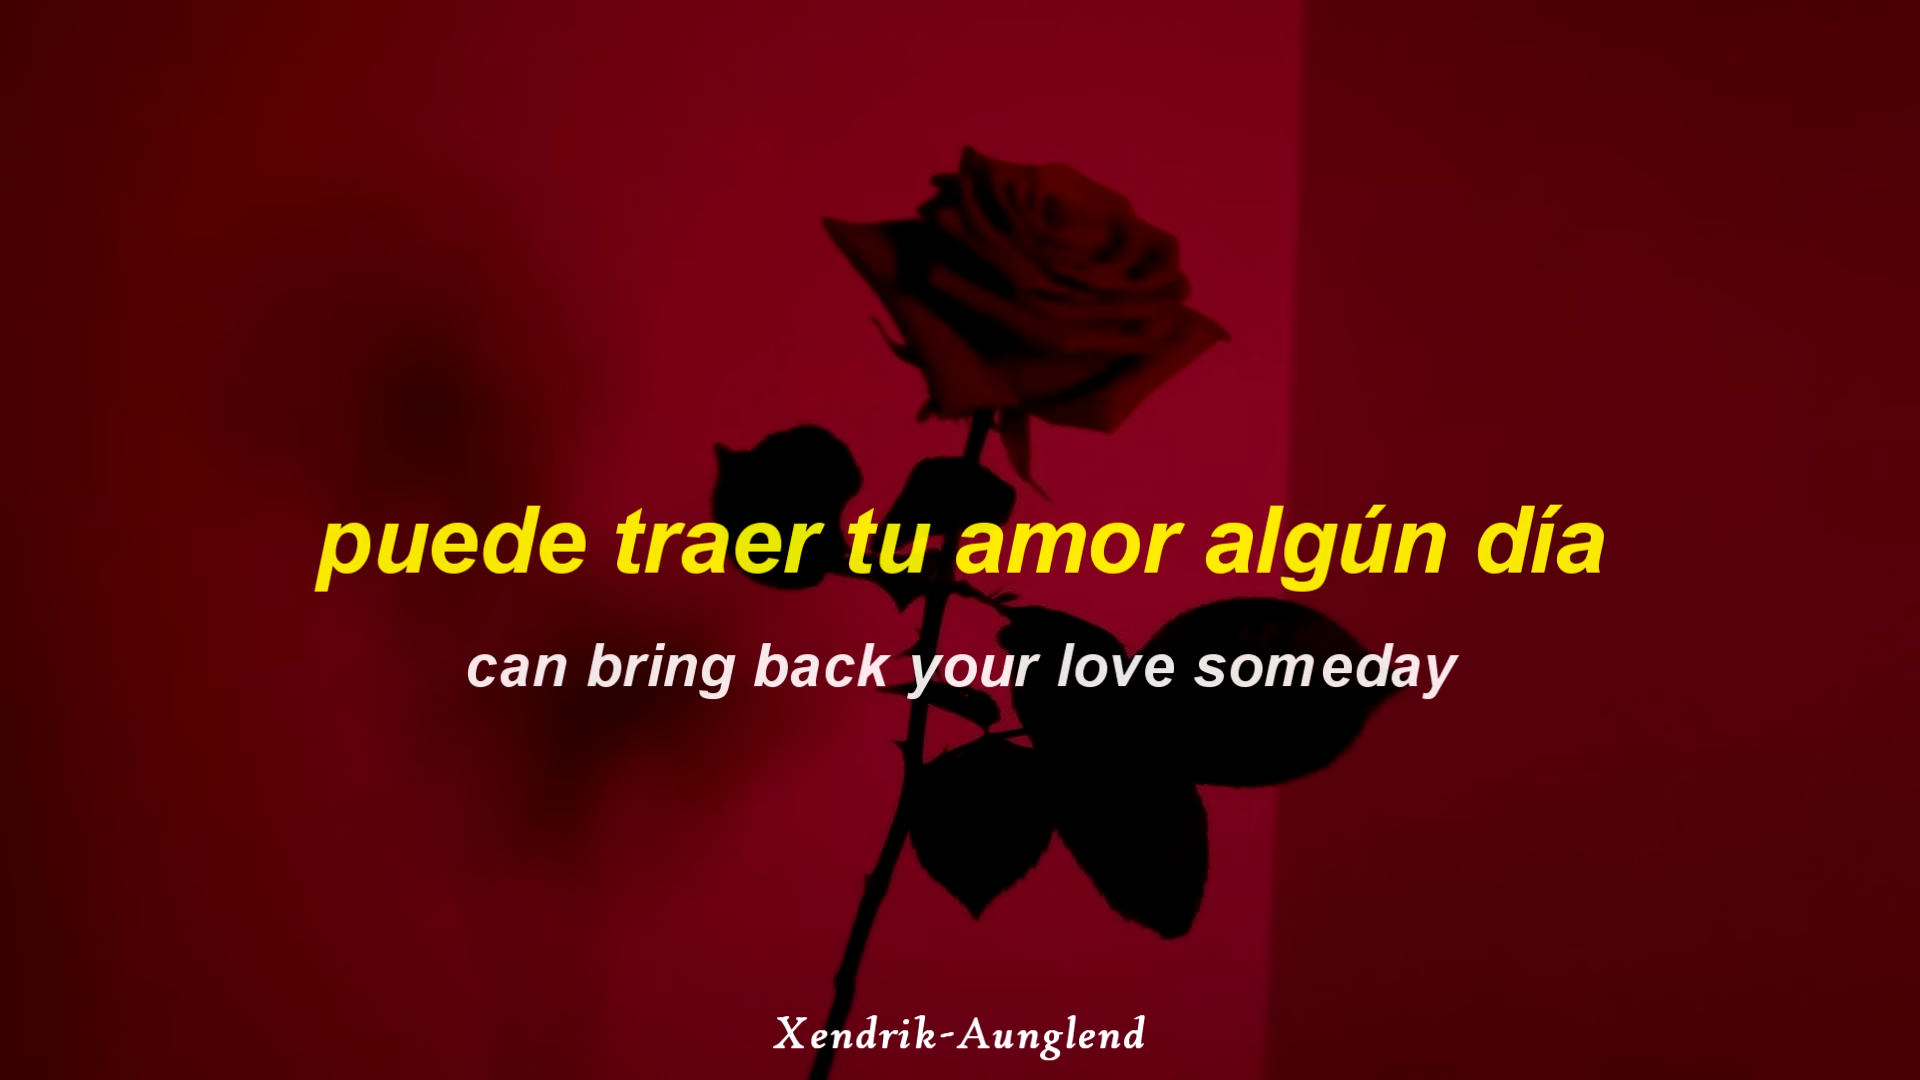 puede traer tu amor algún día
can bring back your love someday
Xendrik-Aunglend